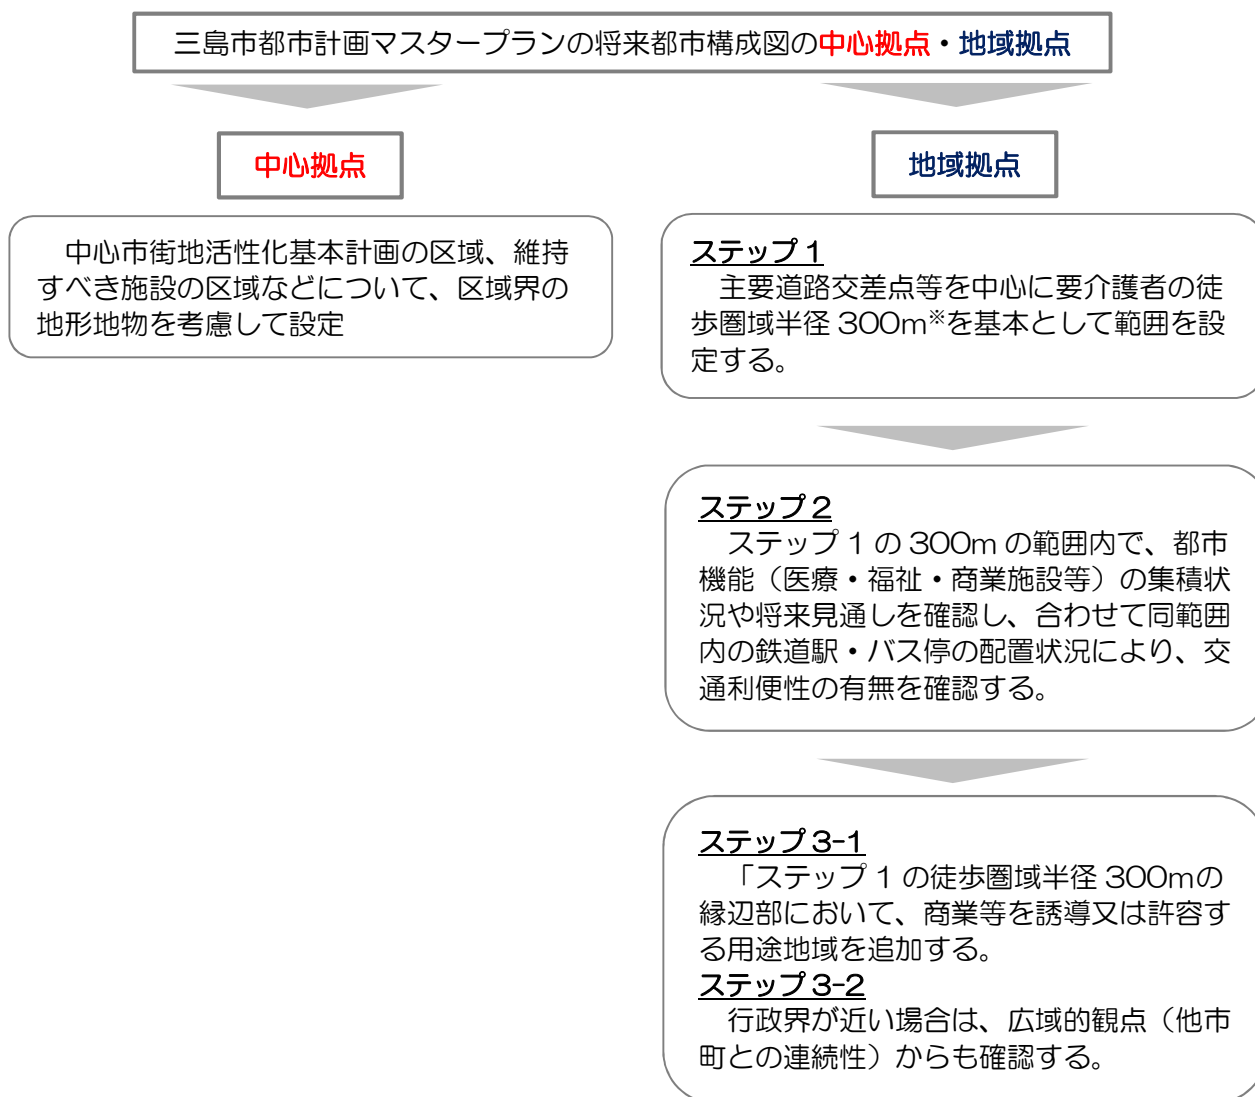 三島市都市計画マスタープランの将来都市構成図の中心拠点・地域拠点
中心拠点
中心市街地活性化基本計画の区域、維持
すべき施設の区域などについて、区域界の
地形地物を考慮して設定
地域拠点
ステップ1
主要道路交差点等を中心に要介護者の徒
歩圏域半径 300m※を基本として範囲を設
定する。
ステップ2
ステップ 1 の 300m の範囲内で、都市
機能（医療・福祉・商業施設等）の集積状
況や将来見通しを確認し、合わせて同範囲
内の鉄道駅・バス停の配置状況により、交
通利便性の有無を確認する。
ステップ3-1
「ステップ 1 の徒歩圏域半径 300mの
縁辺部において、商業等を誘導又は許容す
る用途地域を追加する。
ステップ3-2
行政界が近い場合は、広域的観点（他市
町との連続性）からも確認する。